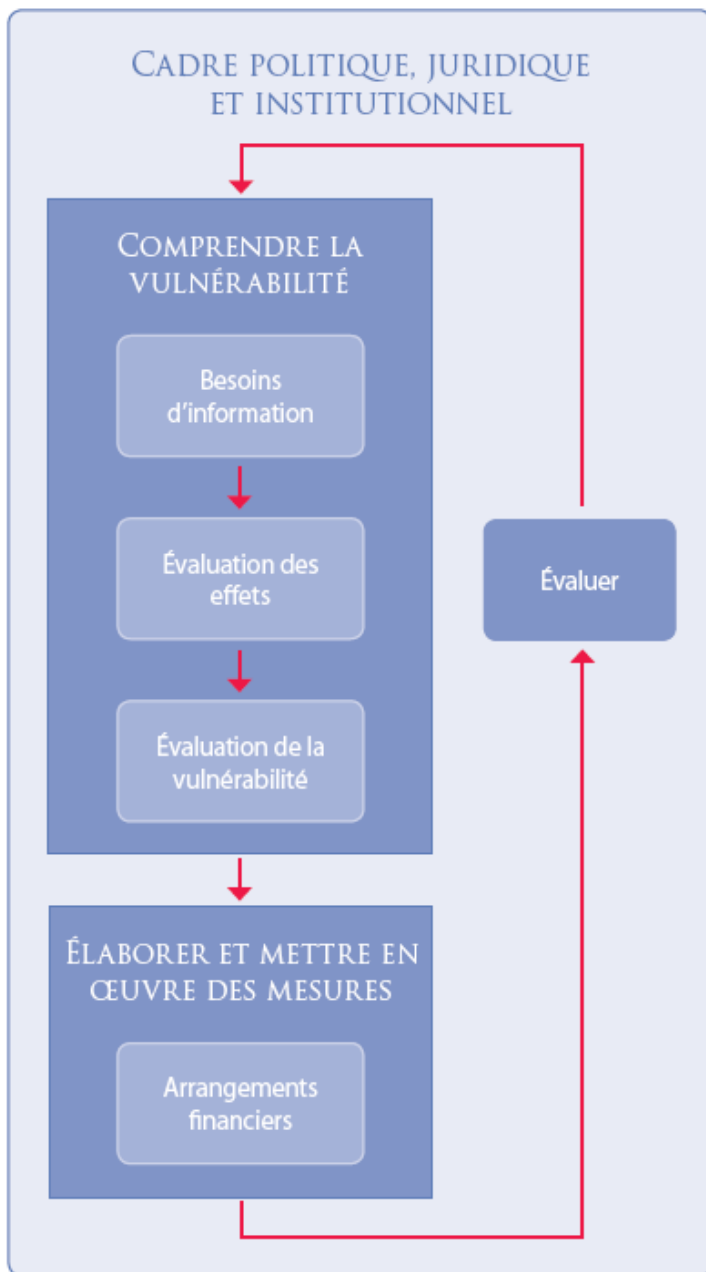 CADRE POLITIQUE, JURIDIQUE
ET INSTITUTIONNEL
COMPRENDRE LA
VULNÉRABILITÉ
Besoins
d'information
Évaluation des
effets
Évaluation de la
vulnérabilité
Évaluer
ÉLABORER ET METTRE EN
ŒUVRE DES MESURES
Arrangements
financiers